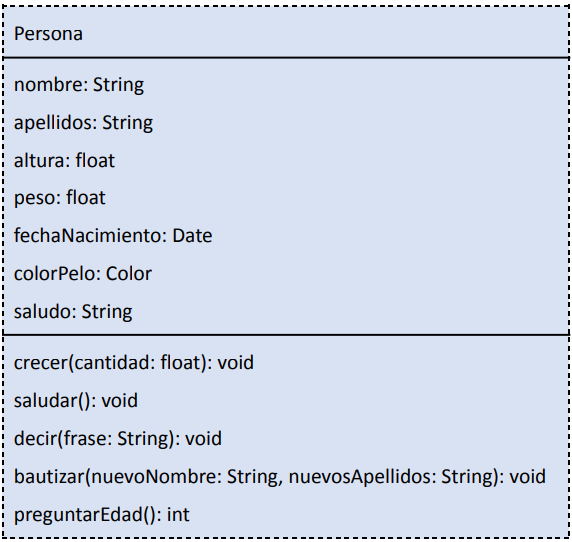 Persona
nombre: String
apellidos: String
altura: float
peso: float
fechaNacimiento: Date
colorPelo: Color
saludo: String
crecer(cantidad: float): void
saludar(): void
decir(frase: String): void
bautizar(nuevoNombre: String, nuevosApellidos: String): void
preguntarEdad(): int